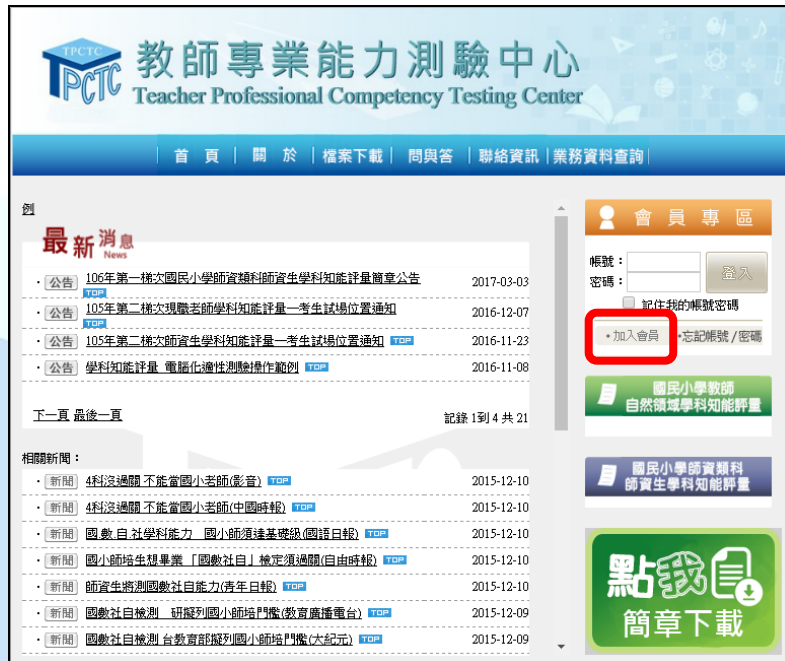 TPCTC
TPCTC
教師專業能力測驗中心
Teacher Professional Competency Testing Center
首 頁 | 關 於 | 檔案下載 | 問與答 | 聯絡資訊 | 業務資料查詢
例
最新消息
News
‧ 公告 106年第一梯次國民小學師資類科師資生學科知能評量簡章公告 2017-03-03
TOP
‧ 公告 105年第二梯次現職老師學科知能評量—考生試場位置通知 2016-12-07
TOP
‧ 公告 105年第二梯次師資生學科知能評量—考生試場位置通知 TOP 2016-11-23
‧ 公告 學科知能評量_電腦化適性測驗操作範例 TOP 2016-11-08
下一頁 最後一頁 記錄 1到 4 共 21
相關新聞：
‧ 新聞 4科沒過關 不能當國小老師(影音) TOP 2015-12-10
‧ 新聞 4科沒過關 不能當國小老師(中國時報) TOP 2015-12-10
‧ 新聞 國.數.自.社學科能力　國小師須達基礎級(國語日報) TOP 2015-12-10
‧ 新聞 國小師培生想畢業 「國數社自」檢定須過關(自由時報) TOP 2015-12-10
‧ 新聞 師資生將測國數社自能力(青年日報) TOP 2015-12-10
‧ 新聞 國數社自檢測　研擬列國小師培門檻(教育廣播電台) TOP 2015-12-09
‧ 新聞 國數社自檢測 台教育部擬列國小師培門檻(大紀元) TOP 2015-12-09
會 員 專 區
帳號：
密碼：
登入
記住我的帳號密碼
‧加入會員 ‧忘記帳號 / 密碼
國民小學教師
自然領域學科知能評量
國民小學師資類科
師資生學科知能評量
點我
簡章下載